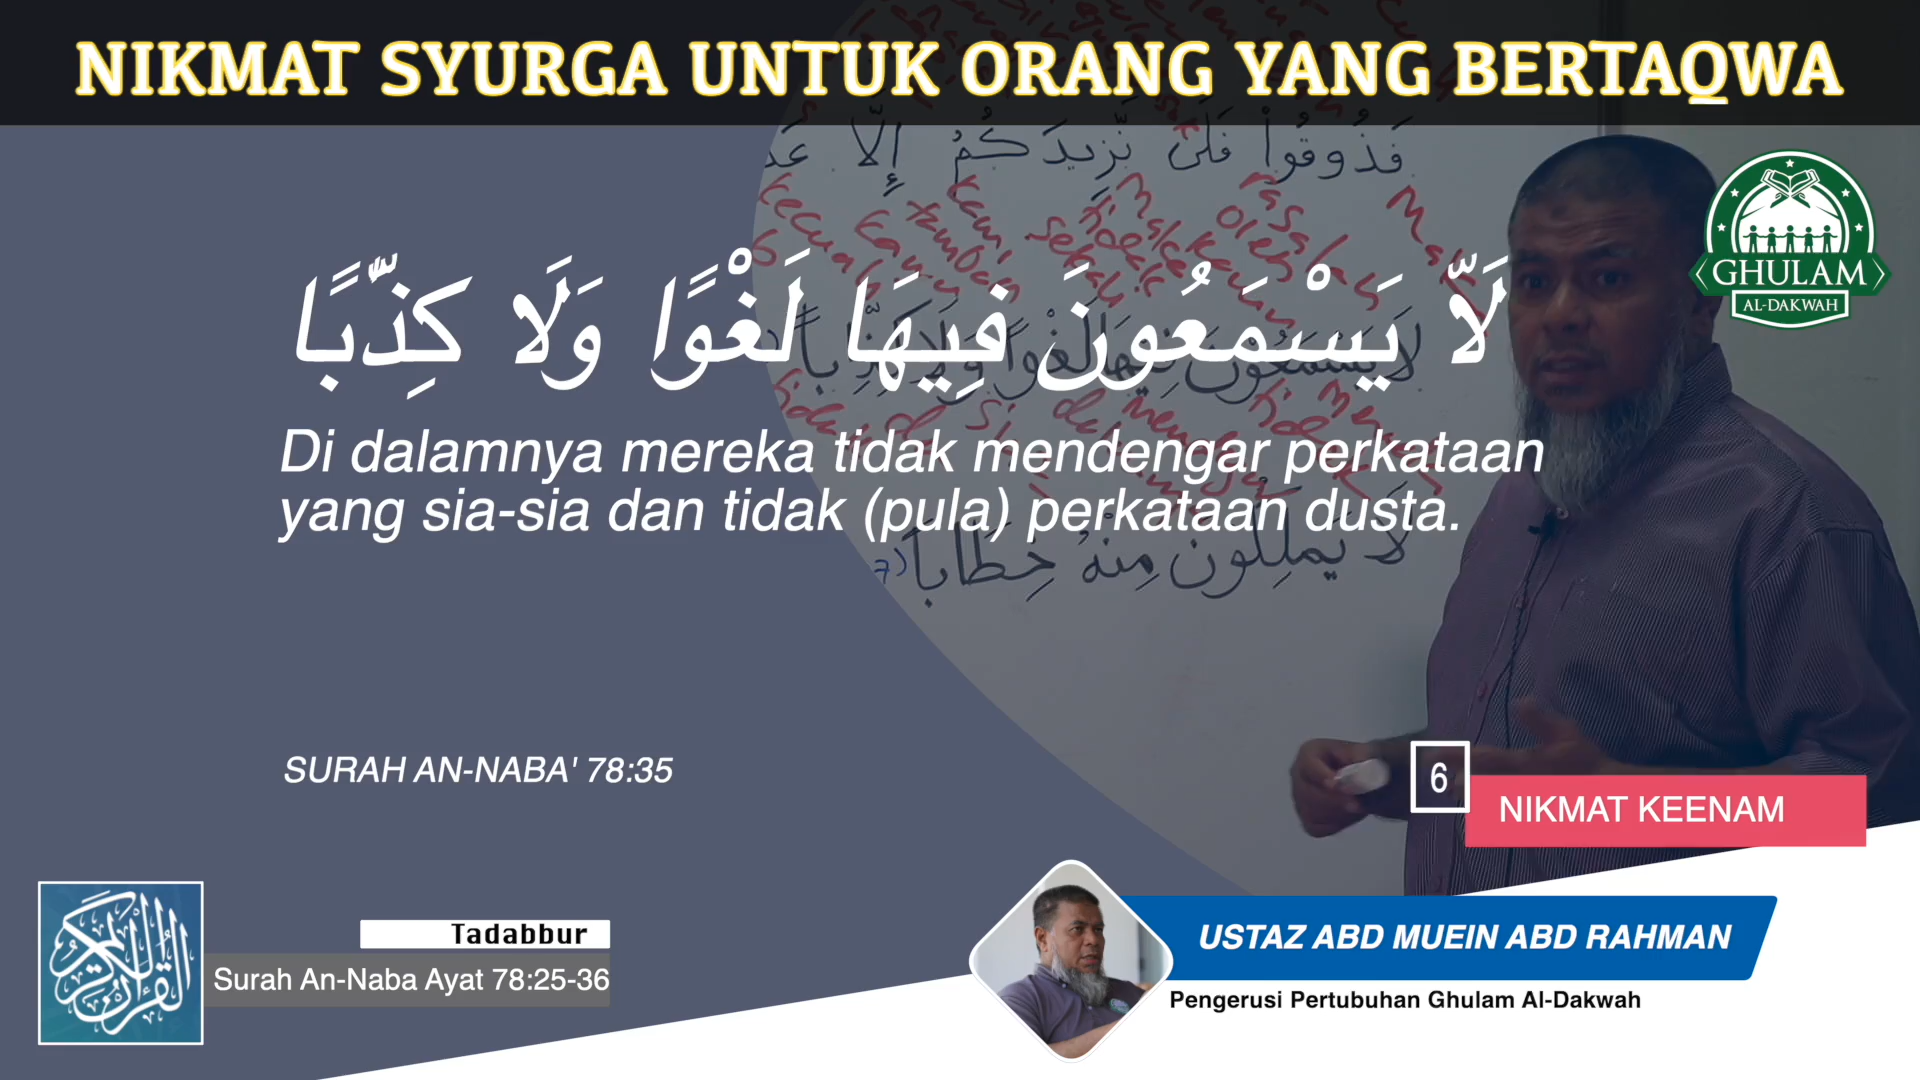 NIKMAT SYURGA UNTUK ORANG YANG BERTAQWA
فَذُوقُوا فَلَن نَّزِيدَكُمْ إِلَّا
GHULAM
AL-DAKWAH
لَّا يَسْمَعُونَ فِيهَا لَغْوًا وَلَا كِذَّٰبًا
Di dalamnya mereka tidak mendengar perkataan
yang sia-sia dan tidak (pula) perkataan dusta.
لَا يَمْلِكُونَ مِنْهُ خِطَابًا
SURAH AN-NABA' 78:35
6
NIKMAT KEENAM
Tadabbur
Surah An-Naba Ayat 78:25-36
USTAZ ABD MUEIN ABD RAHMAN
Pengerusi Pertubuhan Ghulam Al-Dakwah
القرآن الكريم